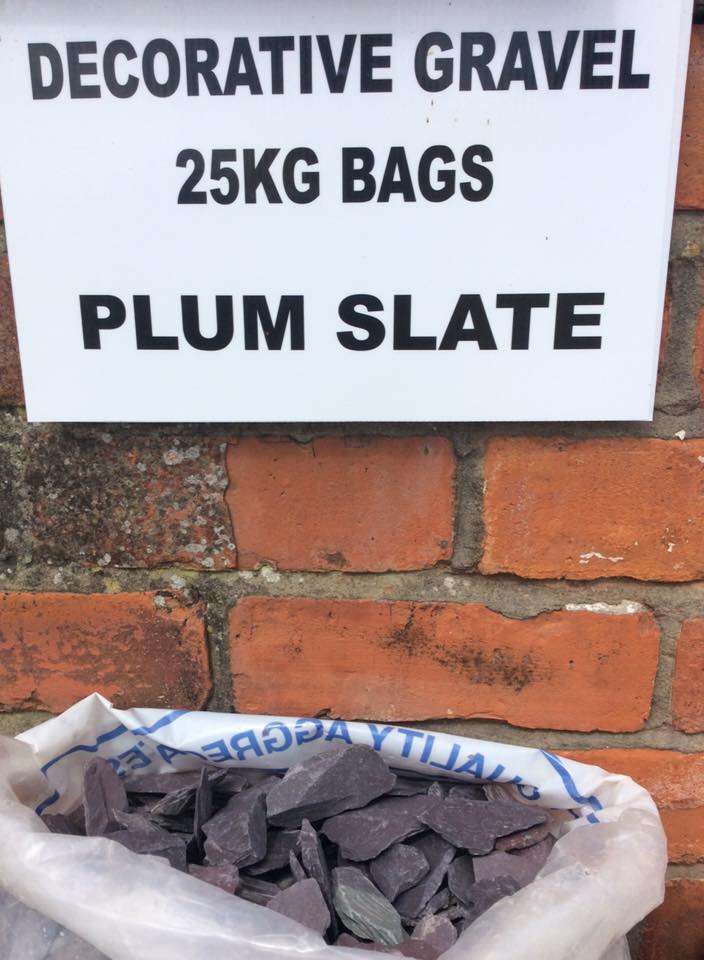 DECORATIVE GRAVEL
25KG BAGS
PLUM SLATE
QUALITY AGGREGATES